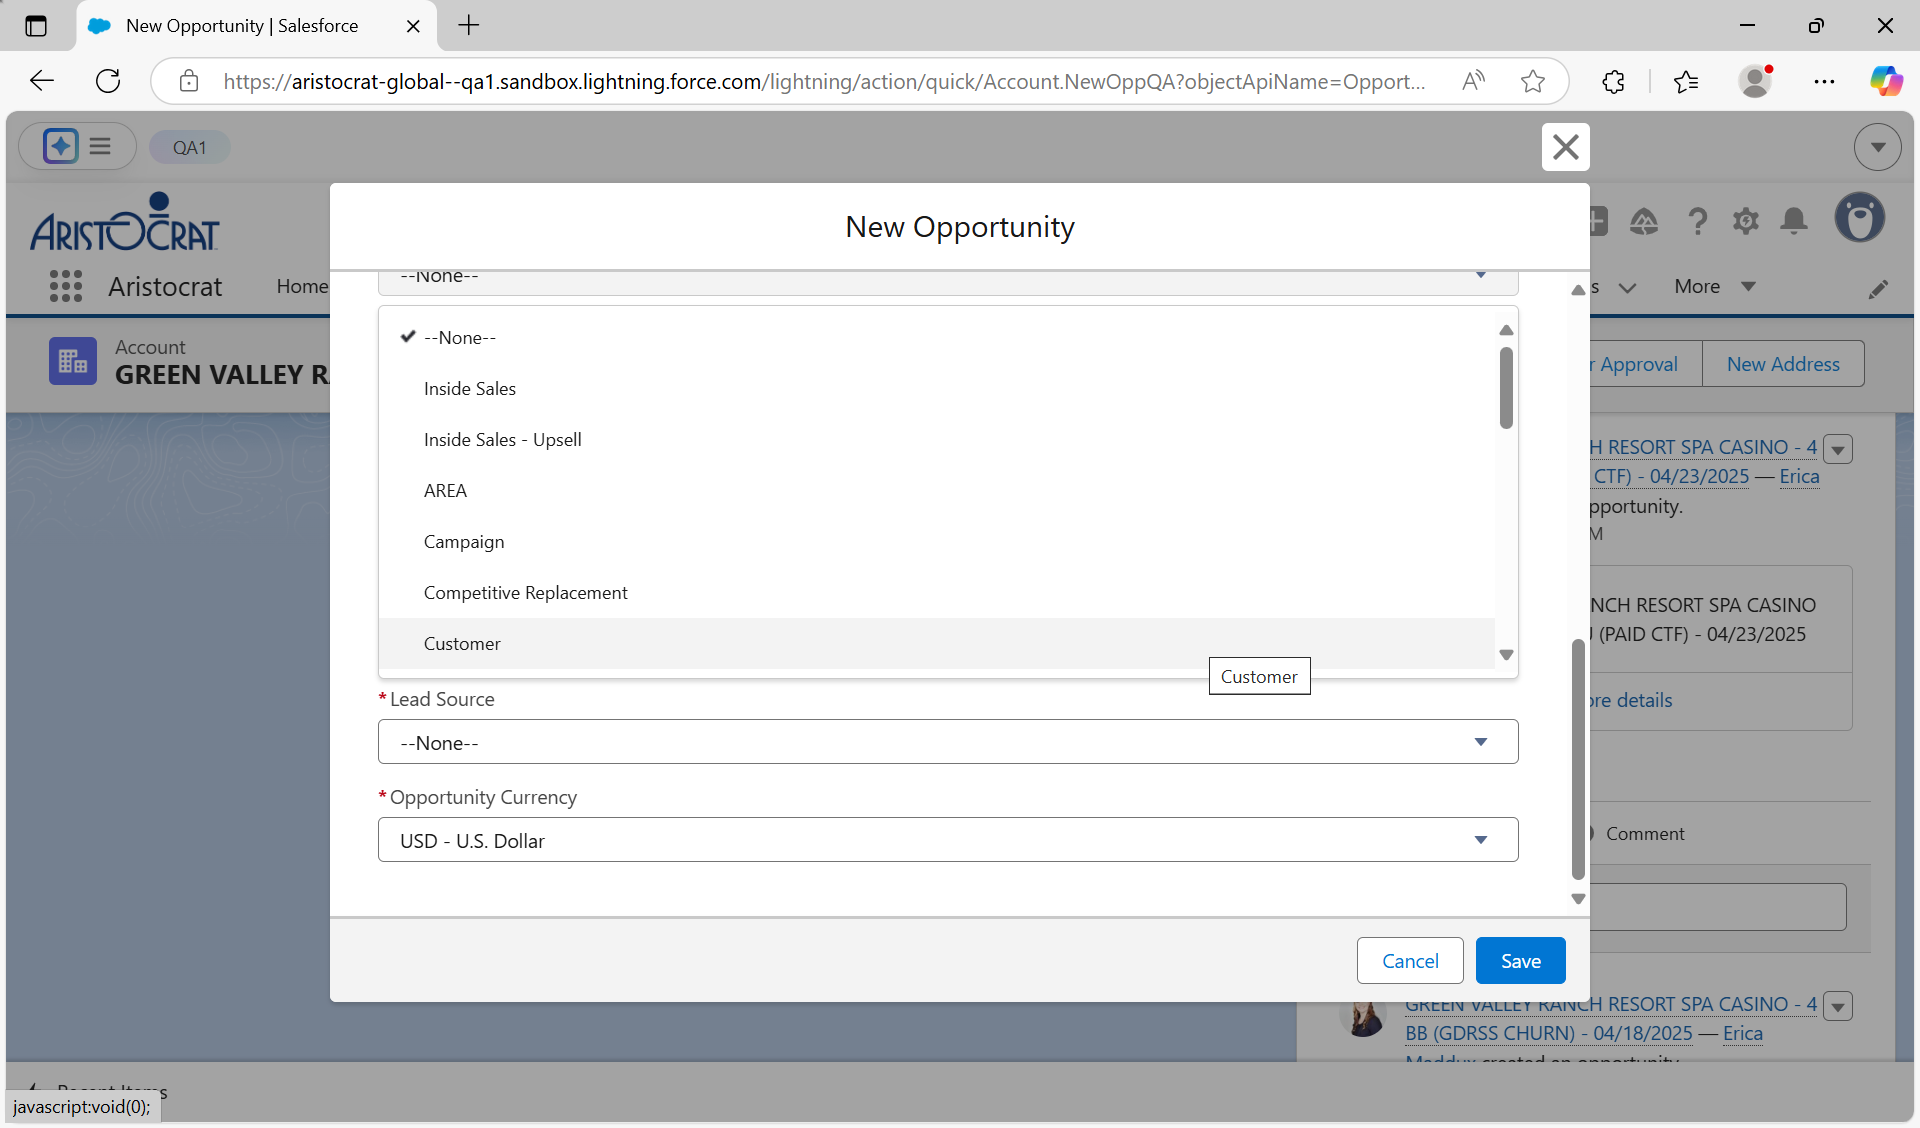 New Opportunity | Salesforce
https://aristocrat-global--qa1.sandbox.lightning.force.com/lightning/action/quick/Account.NewOppQA?objectApiName=Opport...
QA1
ARISTOCRAT
New Opportunity
Aristocrat
Home
s
More
--None--
Account
GREEN VALLEY RA
r Approval
New Address
--None--
Inside Sales
Inside Sales - Upsell
AREA
Campaign
Competitive Replacement
Customer
Customer
H RESORT SPA CASINO - 4
CTF) - 04/23/2025 — Erica
pportunity.
M
NCH RESORT SPA CASINO
(PAID CTF) - 04/23/2025
ore details
*Lead Source
--None--
*Opportunity Currency
USD - U.S. Dollar
Comment
Cancel
Save
GREEN VALLEY RANCH RESORT SPA CASINO - 4
BB (GDRSS CHURN) - 04/18/2025 — Erica
Maddux created an opportunity.
Recent Items
javascript:void(0);